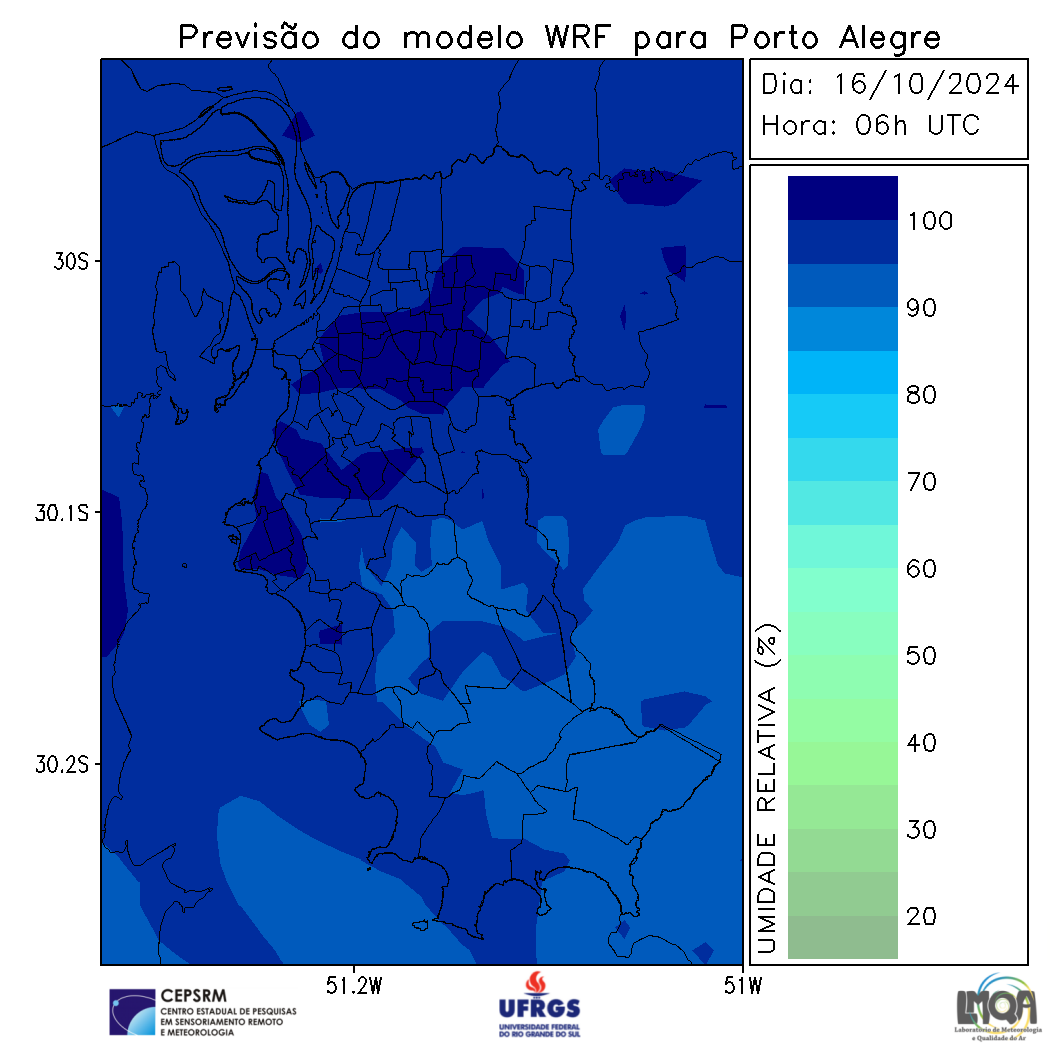 Previsão do modelo WRF para Porto Alegre
Dia: 16/10/2024
Hora: 06h UTC
30S
30.1S
30.2S
51.2W
51W
UMIDADE RELATIVA (%)
100
90
80
70
60
50
40
30
20
CEPSRM
CENTRO ESTADUAL DE PESQUISAS
EM SENSORIAMENTO REMOTO
E METEOROLOGIA
UFRGS
UNIVERSIDADE FEDERAL
DO RIO GRANDE DO SUL
LMQA
Laboratório de Meteorologia
e Qualidade do Ar